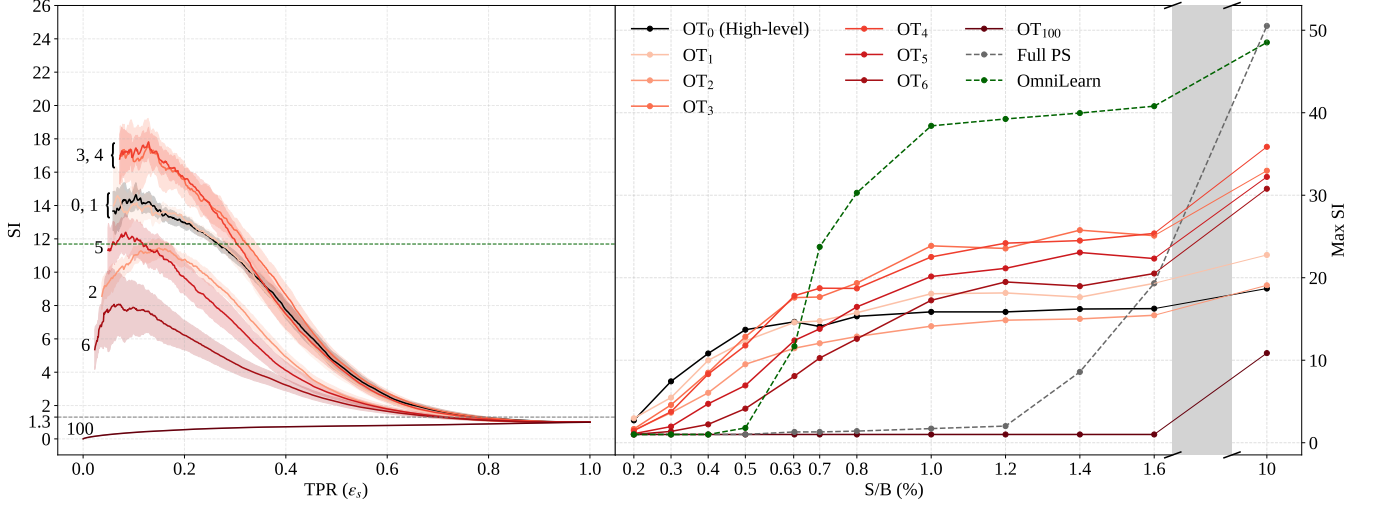 26
24
22
20
18
16
14
12
10
8
6
4
2
1.3
0
SI
3, 4
0, 1
5
2
6
100
0.0 0.2 0.4 0.6 0.8 1.0
TPR (εₛ)
OT₀ (High-level)
OT₁
OT₂
OT₃
OT₄
OT₅
OT₆
OT₁₀₀
Full PS
OmniLearn
50
40
30
20
10
0
Max SI
0.2 0.3 0.4 0.5 0.63 0.7 0.8 1.0 1.2 1.4 1.6 10
S/B (%)